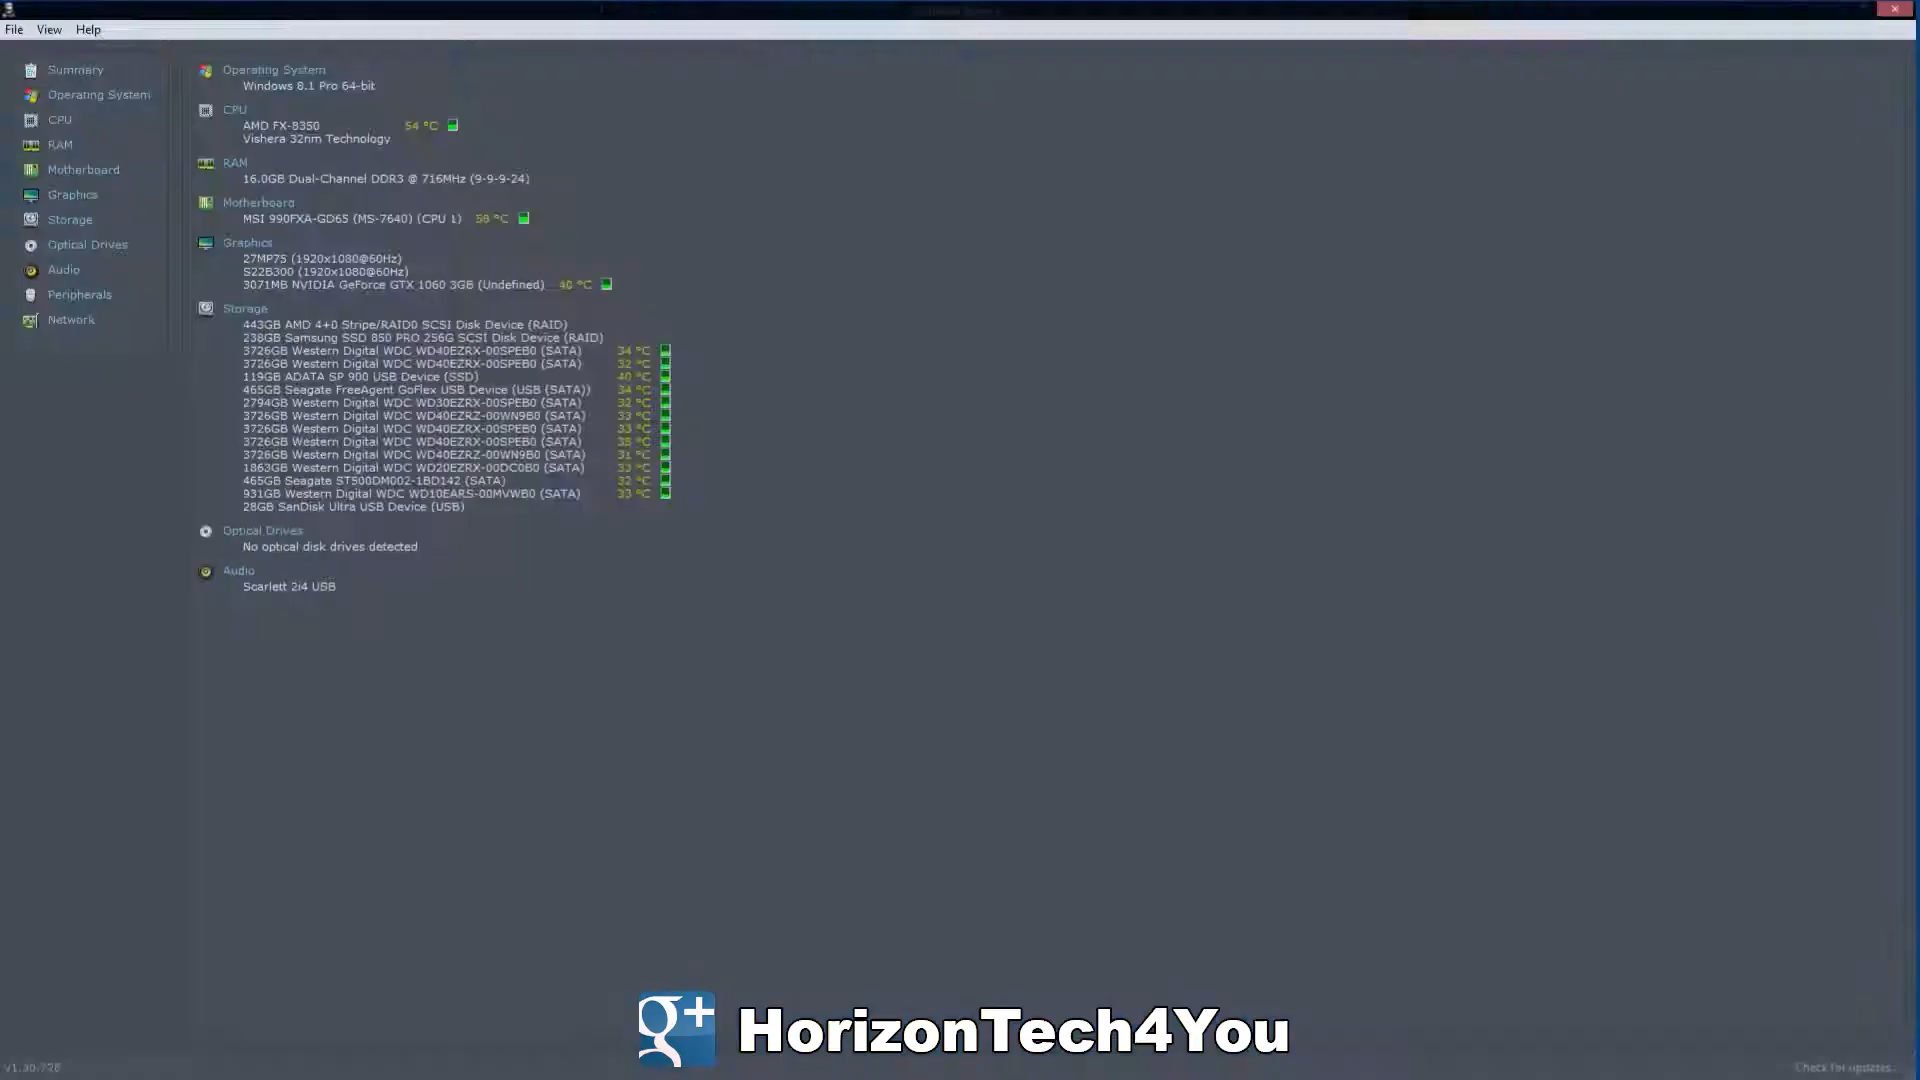 File View Help
Summary
Operating System
CPU
RAM
Motherboard
Graphics
Storage
Optical Drives
Audio
Peripherals
Network
Operating System
Windows 8.1 Pro 64-bit
CPU
AMD FX-8350 54 °C
Vishera 32nm Technology
RAM
16.0GB Dual-Channel DDR3 @ 716MHz (9-9-9-24)
Motherboard
MSI 990FXA-GD65 (MS-7640) (CPU 1) 58 °C
Graphics
27MP75 (1920x1080@60Hz)
S22B300 (1920x1080@60Hz)
3071MB NVIDIA GeForce GTX 1060 3GB (Undefined) 40 °C
Storage
443GB AMD 4+0 Stripe/RAID0 SCSI Disk Device (RAID)
238GB Samsung SSD 850 PRO 256G SCSI Disk Device (RAID)
3726GB Western Digital WDC WD40EZRX-00SPEB0 (SATA) 34 °C
3726GB Western Digital WDC WD40EZRX-00SPEB0 (SATA) 32 °C
119GB ADATA SP 900 USB Device (SSD) 40 °C
465GB Seagate FreeAgent GoFlex USB Device (USB (SATA)) 34 °C
2794GB Western Digital WDC WD30EZRX-00SPEB0 (SATA) 32 °C
3726GB Western Digital WDC WD40EZRZ-00WN9B0 (SATA) 33 °C
3726GB Western Digital WDC WD40EZRX-00SPEB0 (SATA) 33 °C
3726GB Western Digital WDC WD40EZRX-00SPEB0 (SATA) 35 °C
3726GB Western Digital WDC WD40EZRZ-00WN9B0 (SATA) 31 °C
1863GB Western Digital WDC WD20EZRX-00DC0B0 (SATA) 33 °C
465GB Seagate ST500DM002-1BD142 (SATA) 32 °C
931GB Western Digital WDC WD10EARS-00MVWB0 (SATA) 33 °C
28GB SanDisk Ultra USB Device (USB)
Optical Drives
No optical disk drives detected
Audio
Scarlett 2i4 USB
g+ HorizonTech4You
v1.30.728
Check for updates...